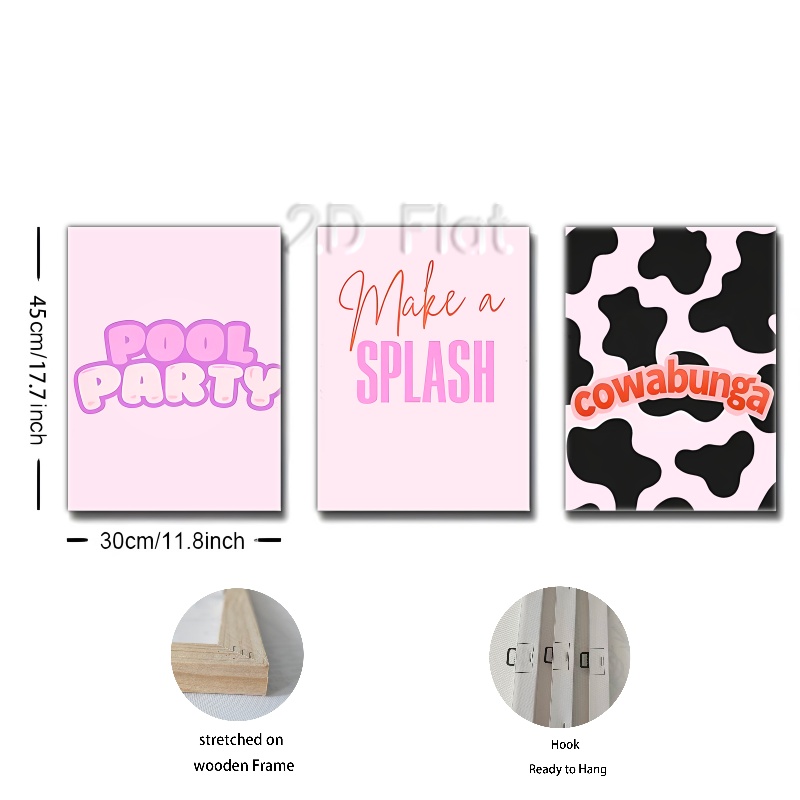 2D Flat
POOL
PARTY
Make a
SPLASH
cowabunga
45cm/17.7inch
30cm/11.8inch
stretched on
wooden Frame
Hook
Ready to Hang